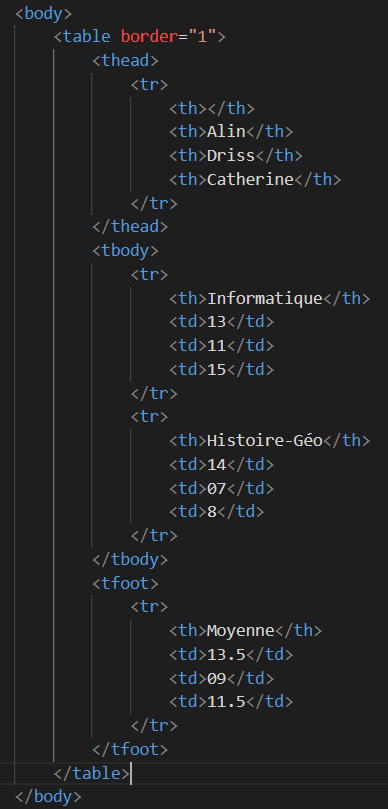 <body>
<table border="1">
<thead>
<tr>
<th></th>
<th>Alin</th>
<th>Driss</th>
<th>Catherine</th>
</tr>
</thead>
<tbody>
<tr>
<th>Informatique</th>
<td>13</td>
<td>11</td>
<td>15</td>
</tr>
<tr>
<th>Histoire-Géo</th>
<td>14</td>
<td>07</td>
<td>8</td>
</tr>
</tbody>
<tfoot>
<tr>
<th>Moyenne</th>
<td>13.5</td>
<td>09</td>
<td>11.5</td>
</tr>
</tfoot>
</table>
</body>